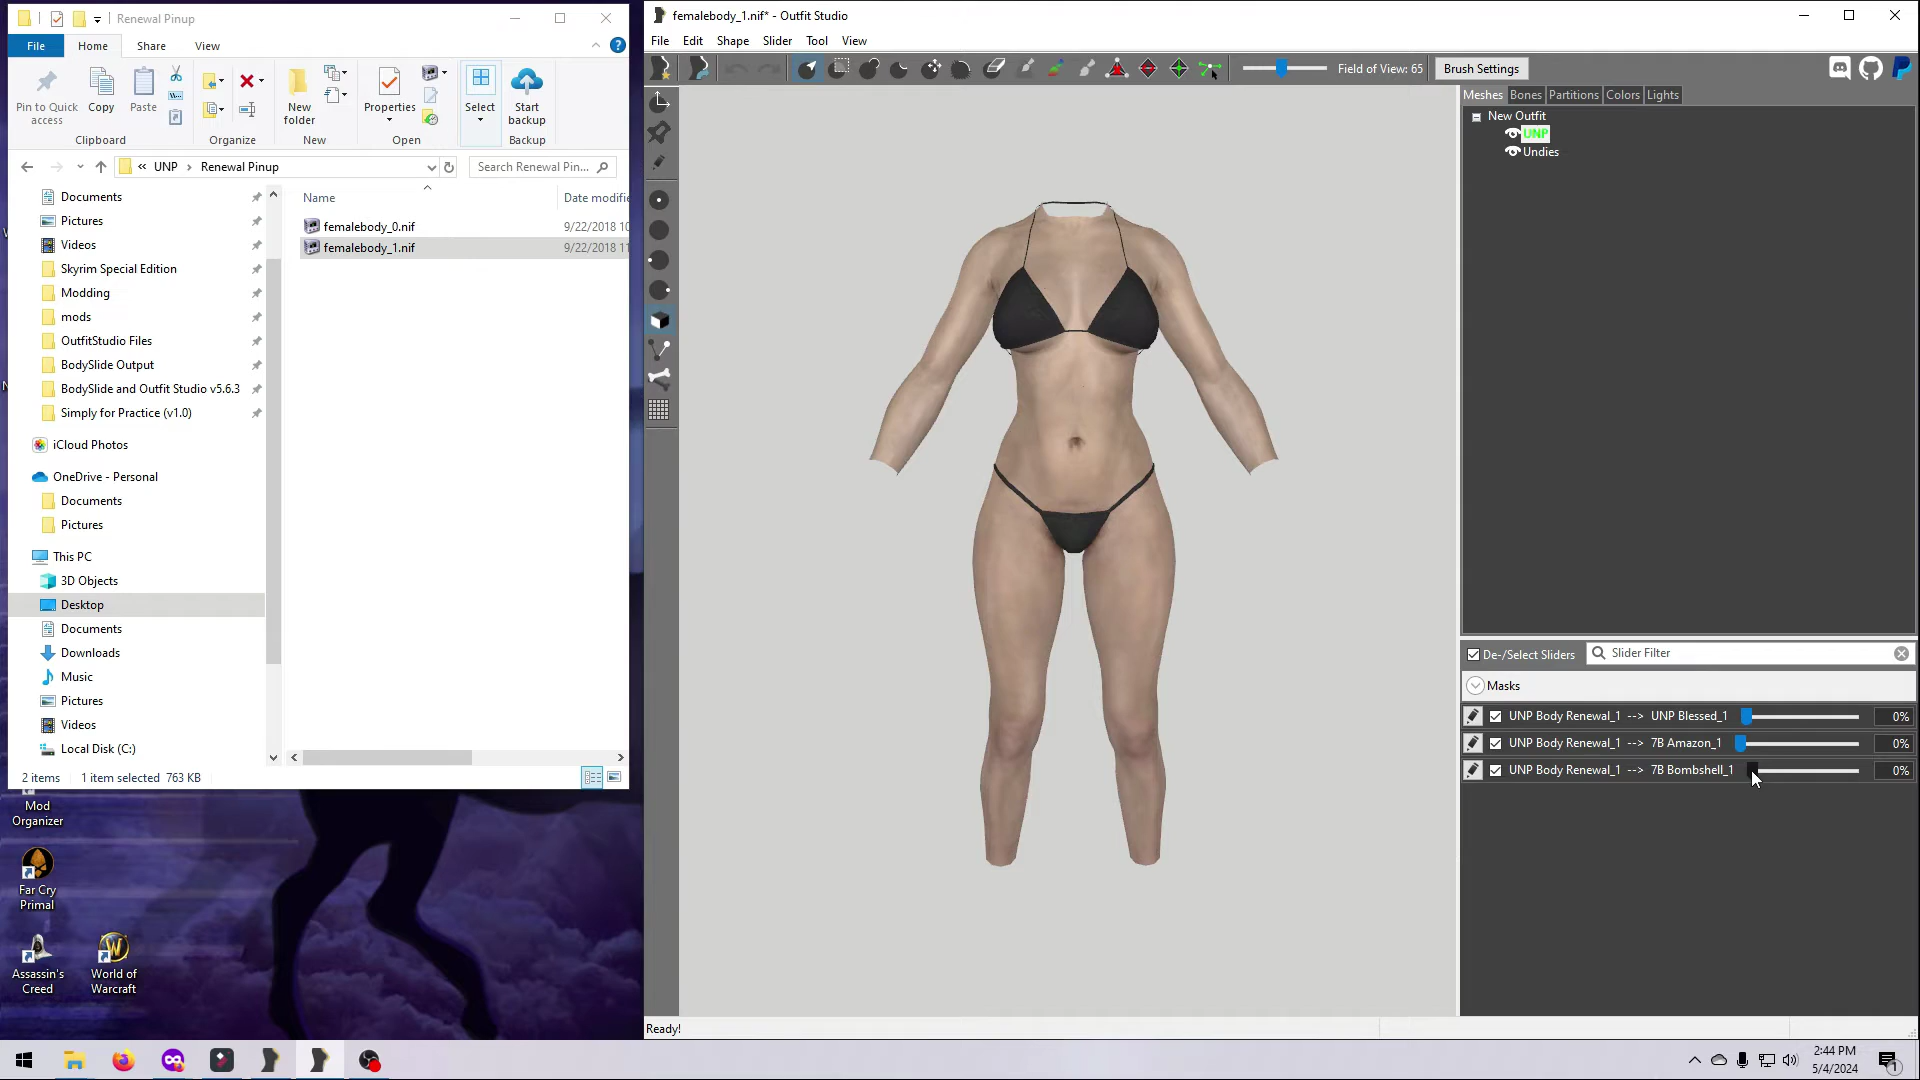 Renewal Pinup
File
Home
Share
View
Pin to Quick access
Copy
Paste
Clipboard
Organize
New folder
New
Properties
Open
Select
Start backup
Backup
« UNP › Renewal Pinup
Search Renewal Pin...
Name
Date modifie
femalebody_0.nif
9/22/2018 10
femalebody_1.nif
9/22/2018 11
Documents
Pictures
Videos
Skyrim Special Edition
Modding
mods
OutfitStudio Files
BodySlide Output
BodySlide and Outfit Studio v5.6.3
Simply for Practice (v1.0)
iCloud Photos
OneDrive - Personal
Documents
Pictures
This PC
3D Objects
Desktop
Documents
Downloads
Music
Pictures
Videos
Local Disk (C:)
2 items
1 item selected 763 KB
Mod Organizer
Far Cry Primal
Assassin's Creed
World of Warcraft
femalebody_1.nif* - Outfit Studio
File Edit Shape Slider Tool View
Field of View: 65
Brush Settings
Meshes Bones Partitions Colors Lights
New Outfit
UNP
Undies
De-/Select Sliders
Slider Filter
Masks
UNP Body Renewal_1 --> UNP Blessed_1 0%
UNP Body Renewal_1 --> 7B Amazon_1 0%
UNP Body Renewal_1 --> 7B Bombshell_1 0%
Ready!
2:44 PM
5/4/2024
1